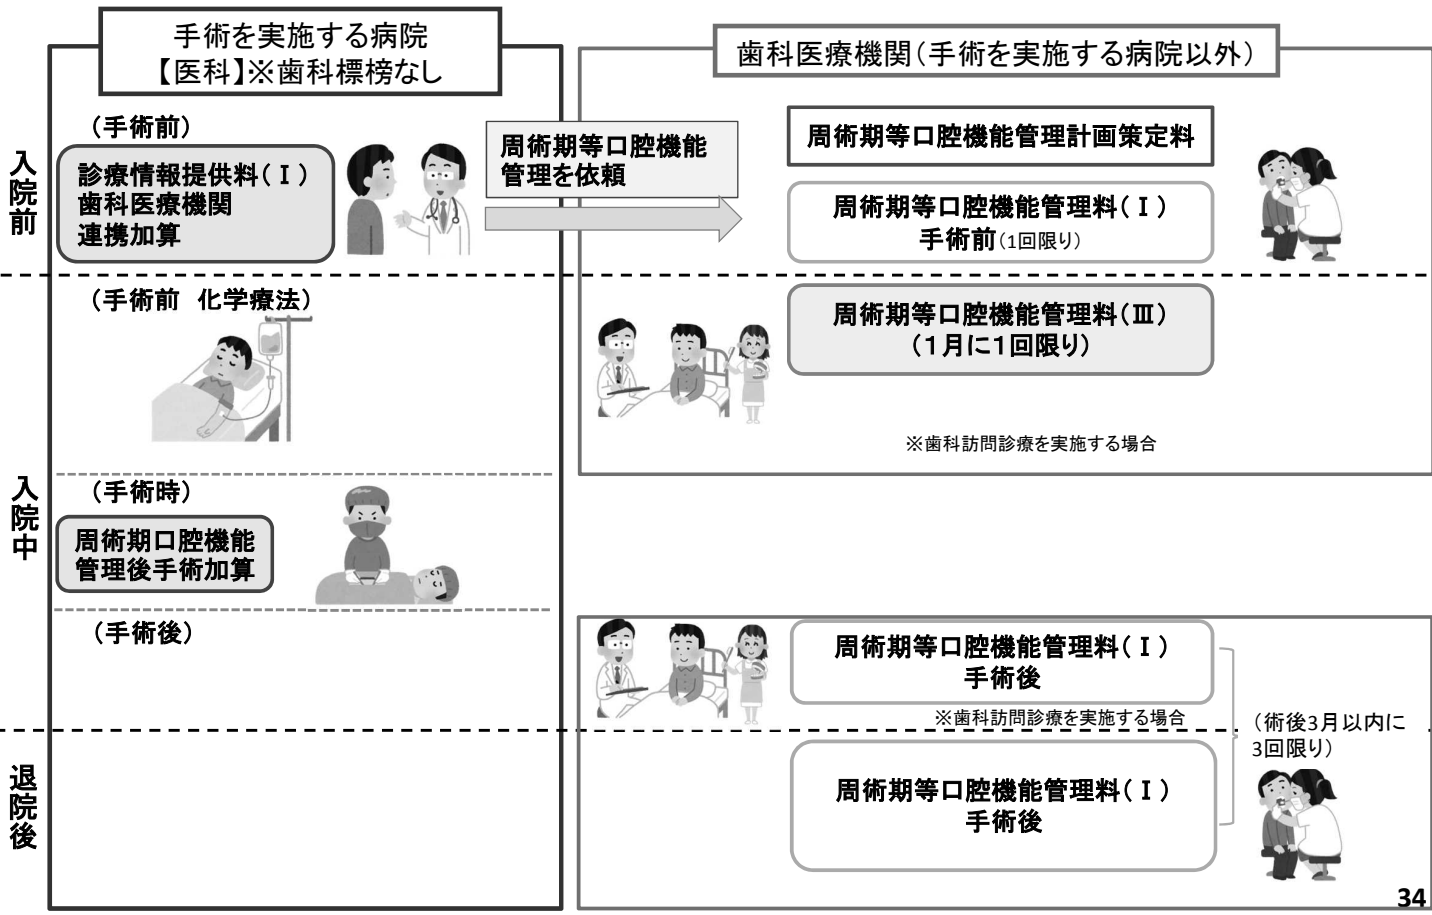 手術を実施する病院
【医科】※歯科標榜なし
歯科医療機関(手術を実施する病院以外)
入院前
(手術前)
診療情報提供料(Ⅰ)
歯科医療機関
連携加算
周術期等口腔機能
管理を依頼
周術期等口腔機能管理計画策定料
周術期等口腔機能管理料(Ⅰ)
手術前(1回限り)
入院中
(手術前 化学療法)
周術期等口腔機能管理料(Ⅲ)
(1月に1回限り)
※歯科訪問診療を実施する場合
(手術時)
周術期口腔機能
管理後手術加算
(手術後)
周術期等口腔機能管理料(Ⅰ)
手術後
※歯科訪問診療を実施する場合
(術後3月以内に
3回限り)
退院後
周術期等口腔機能管理料(Ⅰ)
手術後
34